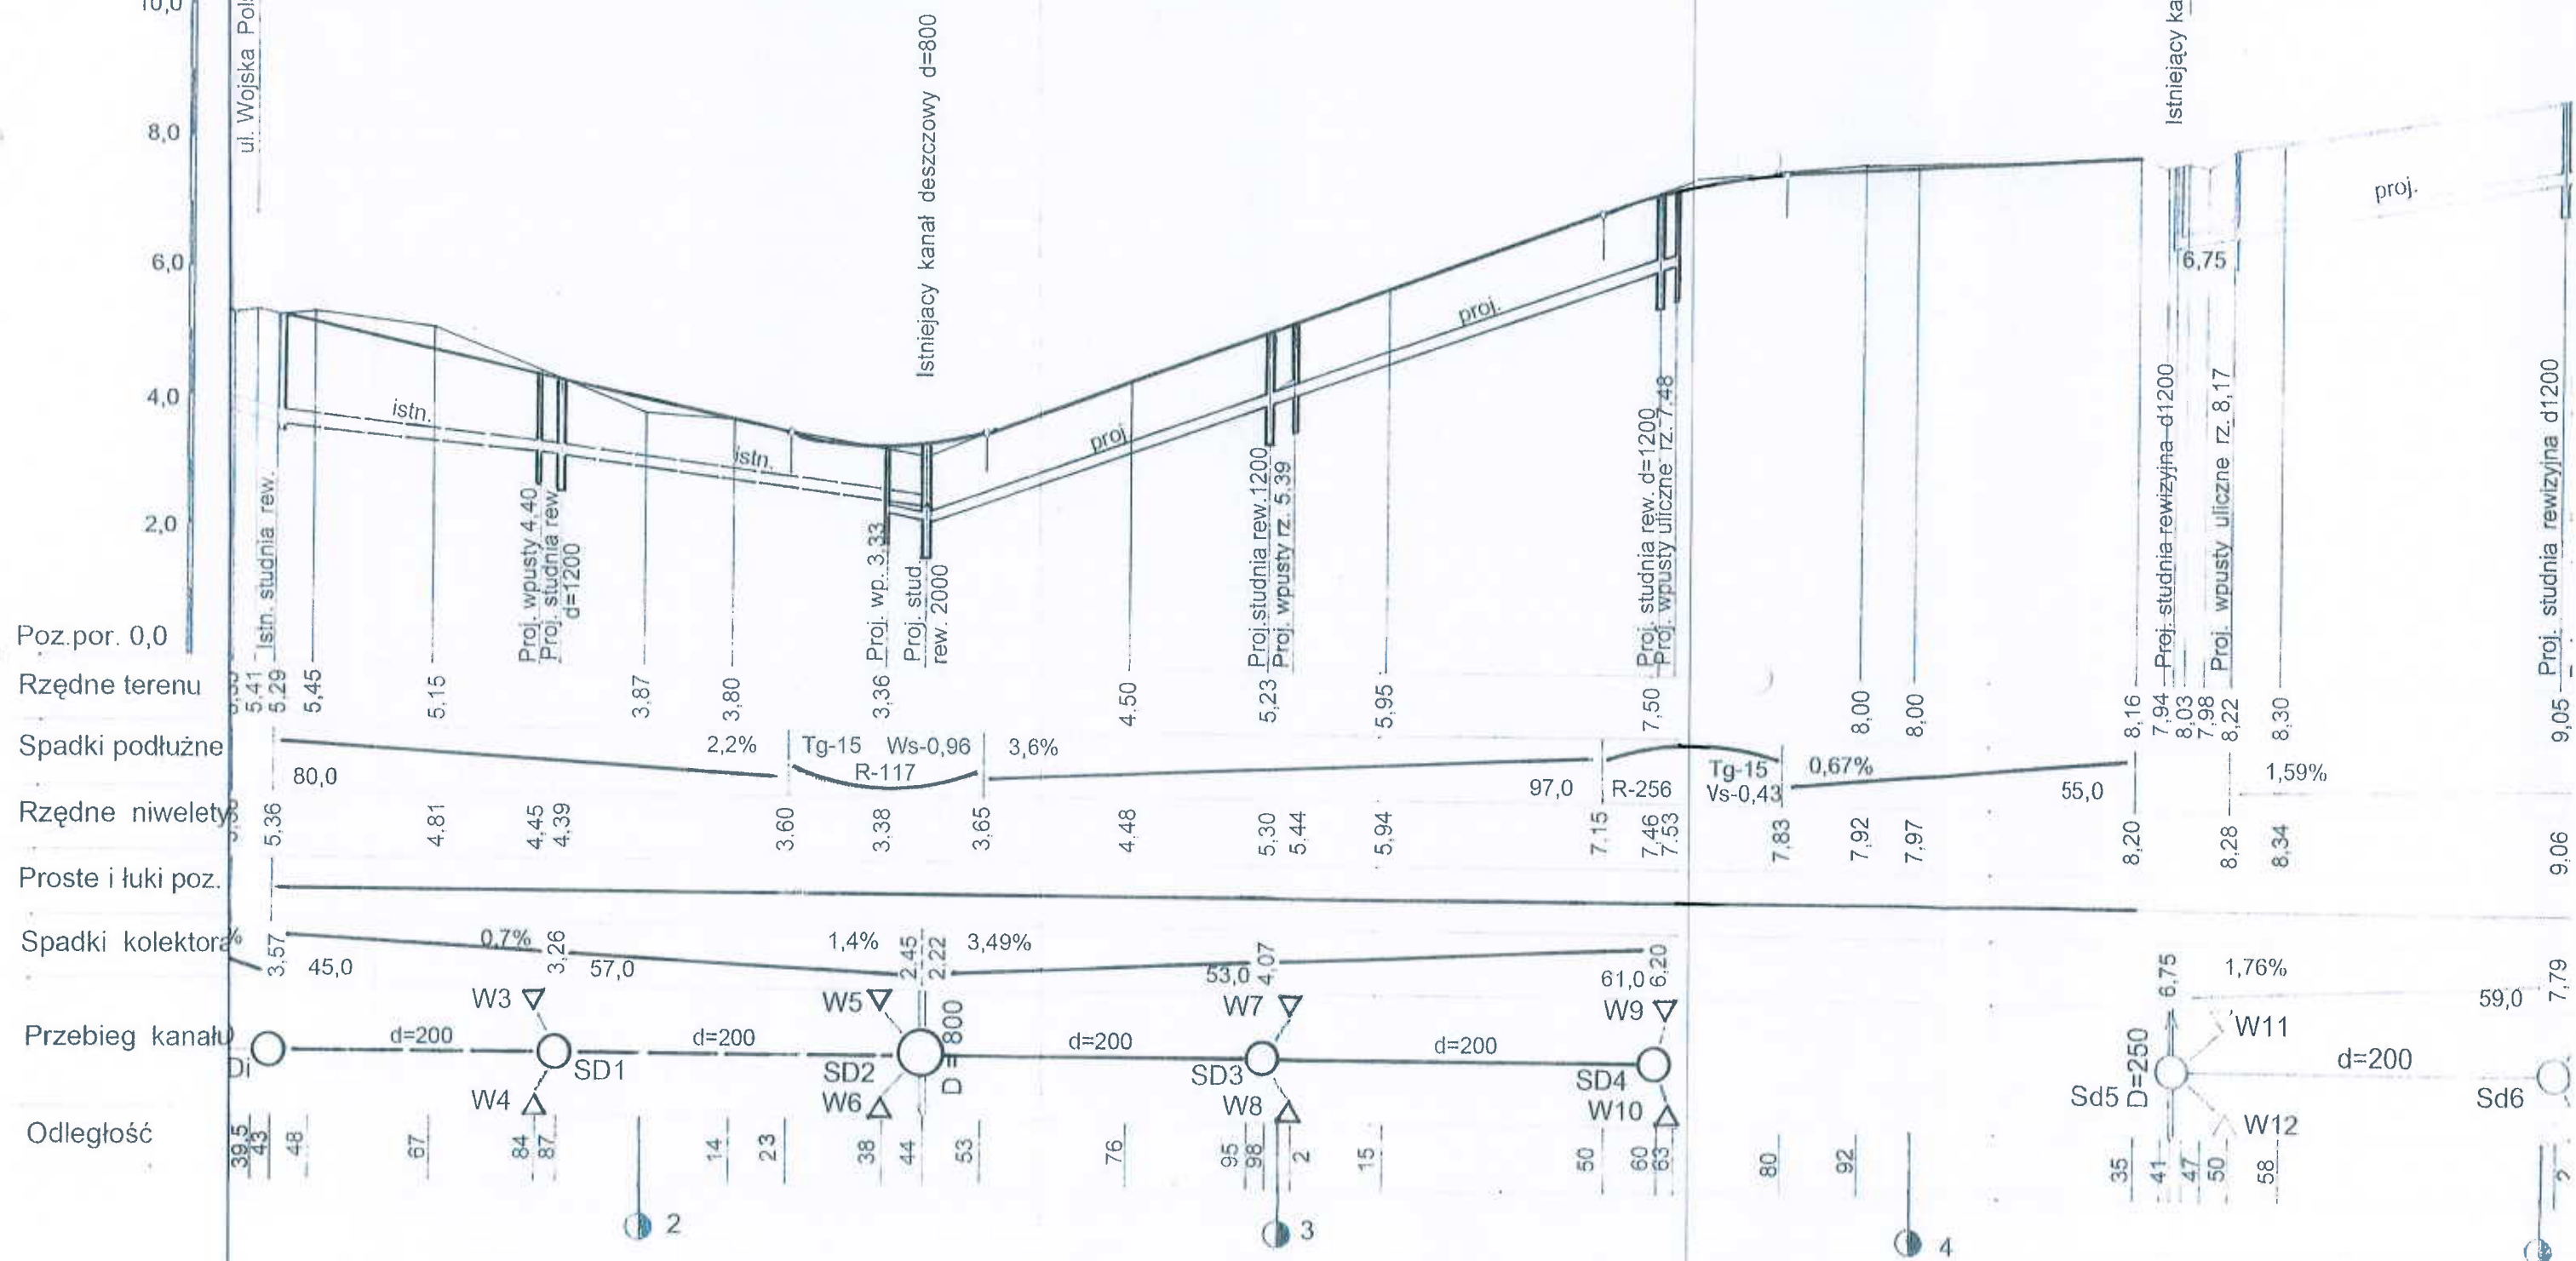 10,0
8,0
6,0
4,0
2,0
Poz.por. 0,0
ul. Wojska
Istniejacy kanał deszczowy d=800
Istniejący
istn.
istn.
proj.
proj.
proj.
6,75
Istn. studnia rew.
Proj. wpusty 4,40
Proj. studnia rew
d=1200
Proj. wp. 3,33
Proj. stud.
rew. 2000
Proj.studnia rew.1200
Proj. wpusty rz. 5,39
Proj. studnia rew. d=1200
Proj. wpusty uliczne rz. 7,48
Proj. studnia rewizyjna d1200
Proj. wpusty uliczne rz. 8,17
Proj. studnia rewizyjna d1200
Rzędne terenu
5,41 5,29 5,45 5,15 3,87 3,80 3,36 4,50 5,23 5,95 7,50 8,00 8,00 8,16 7,94 8,03 7,98 8,22 8,30 9,05
Spadki podłużne
80,0 2,2% Tg-15 Ws-0,96 R-117 3,6% 97,0 R-256 Tg-15 Vs-0,43 0,67% 55,0 1,59%
Rzędne niwelety
5,36 4,81 4,45 4,39 3,60 3,38 3,65 4,48 5,30 5,44 5,94 7,15 7,46 7,53 7,83 7,92 7,97 8,20 8,28 8,34 9,06
Proste i łuki poz.
Spadki kolektora
% 3,57 45,0 0,7% 3,26 57,0 1,4% 2,45 2,22 3,49% 53,0 4,07 61,0 6,20 6,75 1,76% 59,0 7,79
W3 W5 W7 W9 W11
Przebieg kanału
Di d=200 SD1 d=200 SD2 D=800 d=200 SD3 d=200 SD4 Sd5 D=250 d=200 Sd6
W4 W6 W8 W10 W12
Odległość
39,5 43 48 67 84 87 14 23 38 44 53 76 95 98 2 15 50 60 63 80 92 35 41 47 50 58 2
2 3 4